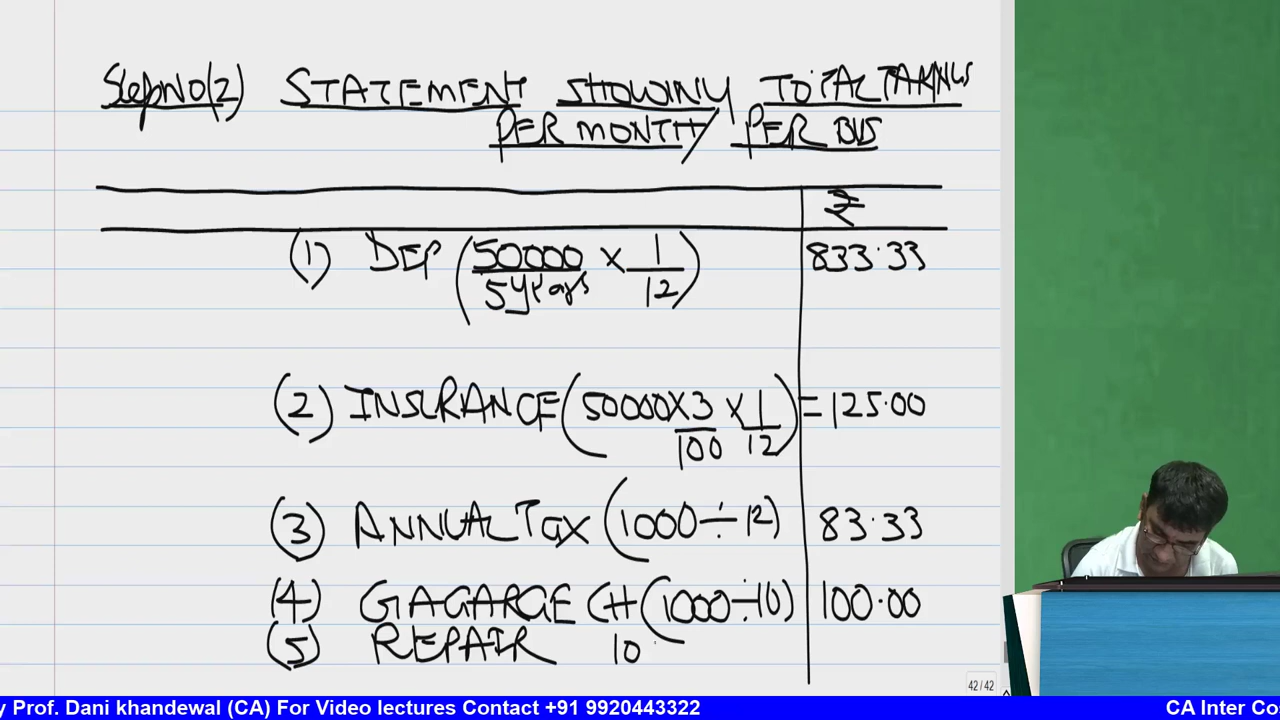 Step No (2) STATEMENT SHOWING TOTAL TAKINGS
PER MONTH PER BUS
₹
(1) DEP (50000/5years × 1/12) 833.33
(2) INSURANCE (50000×3/100 × 1/12) = 125.00
(3) ANNUAL TAX (1000÷12) 83.33
(4) GAGARGE CH (1000÷10) 100.00
(5) REPAIR 10
42/42
y Prof. Dani khandewal (CA) For Video lectures Contact +91 9920443322
CA Inter Co